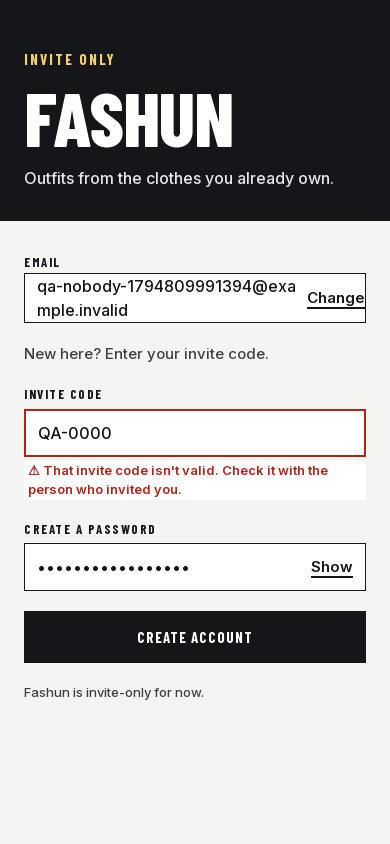 INVITE ONLY
FASHUN
Outfits from the clothes you already own.
EMAIL
qa-nobody-1794809991394@exa
mple.invalid
Change
New here? Enter your invite code.
INVITE CODE
QA-0000
⚠ That invite code isn't valid. Check it with the
person who invited you.
CREATE A PASSWORD
•••••••••••••••••
Show
CREATE ACCOUNT
Fashun is invite-only for now.